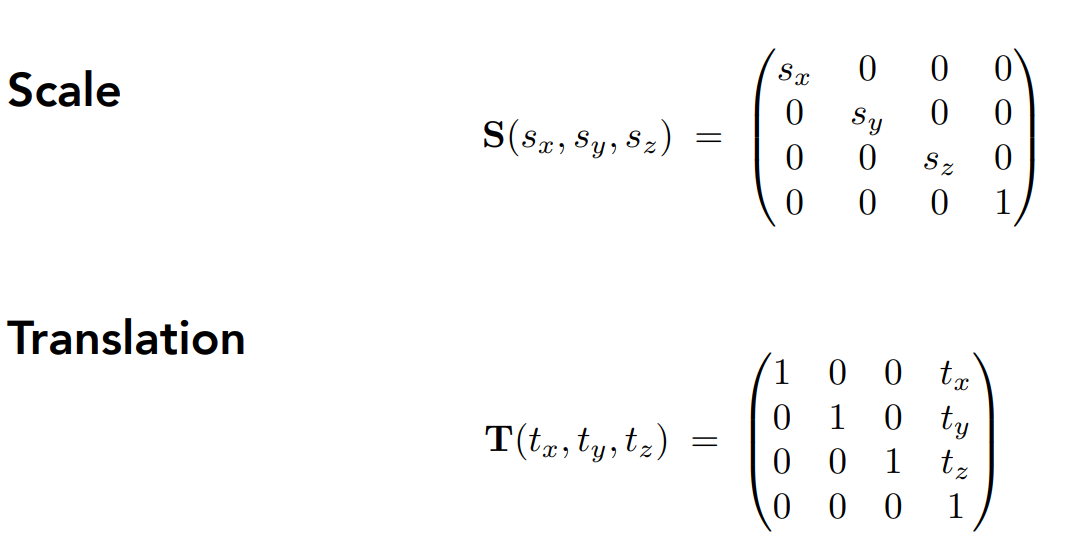 Scale
S(s_x, s_y, s_z) = 
( s_x 0 0 0 )
( 0 s_y 0 0 )
( 0 0 s_z 0 )
( 0 0 0 1 )
Translation
T(t_x, t_y, t_z) = 
( 1 0 0 t_x )
( 0 1 0 t_y )
( 0 0 1 t_z )
( 0 0 0 1 )